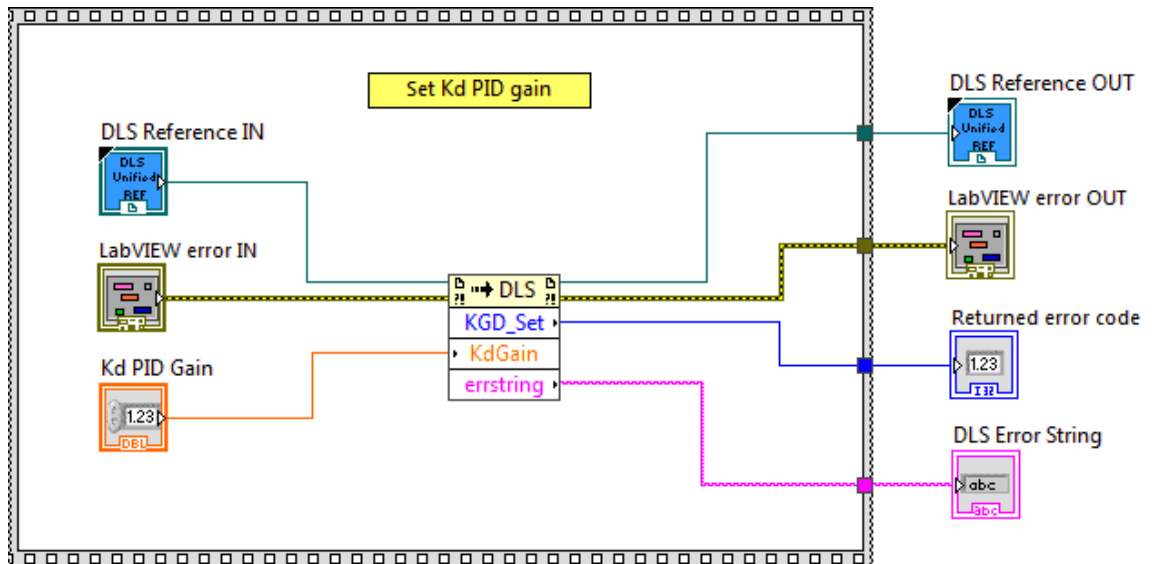 Set Kd PID gain
DLS Reference OUT
DLS
Unified
REF
DLS Reference IN
DLS
Unified
REF
LabVIEW error OUT
LabVIEW error IN
?! DLS ?!
KGD_Set
KdGain
errstring
Returned error code
1.23
I32
Kd PID Gain
1.23
DBL
DLS Error String
abc
abc